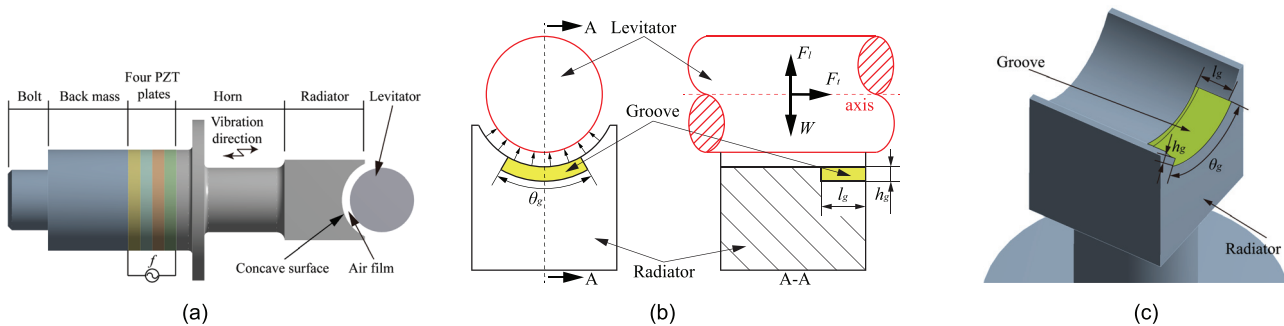 Four PZT
plates
Bolt
Back mass
Horn
Radiator
Levitator
Vibration
direction
Concave surface
Air film
f
(a)
A
Levitator
Groove
θg
Radiator
A
Fl
Ft
axis
W
lg
hg
A-A
(b)
Groove
lg
hg
θg
Radiator
(c)